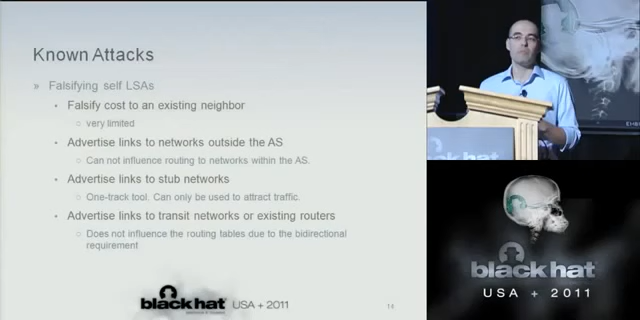 Known Attacks
» Falsifying self LSAs
Falsify cost to an existing neighbor
» very limited
Advertise links to networks outside the AS
» Can not influence routing to networks within the AS.
Advertise links to stub networks
» One-track tool. Can only be used to attract traffic.
Advertise links to transit networks or existing routers
» Does not influence the routing tables due to the bidirectional
requirement
black hat USA + 2011
14
black hat
USA + 2011